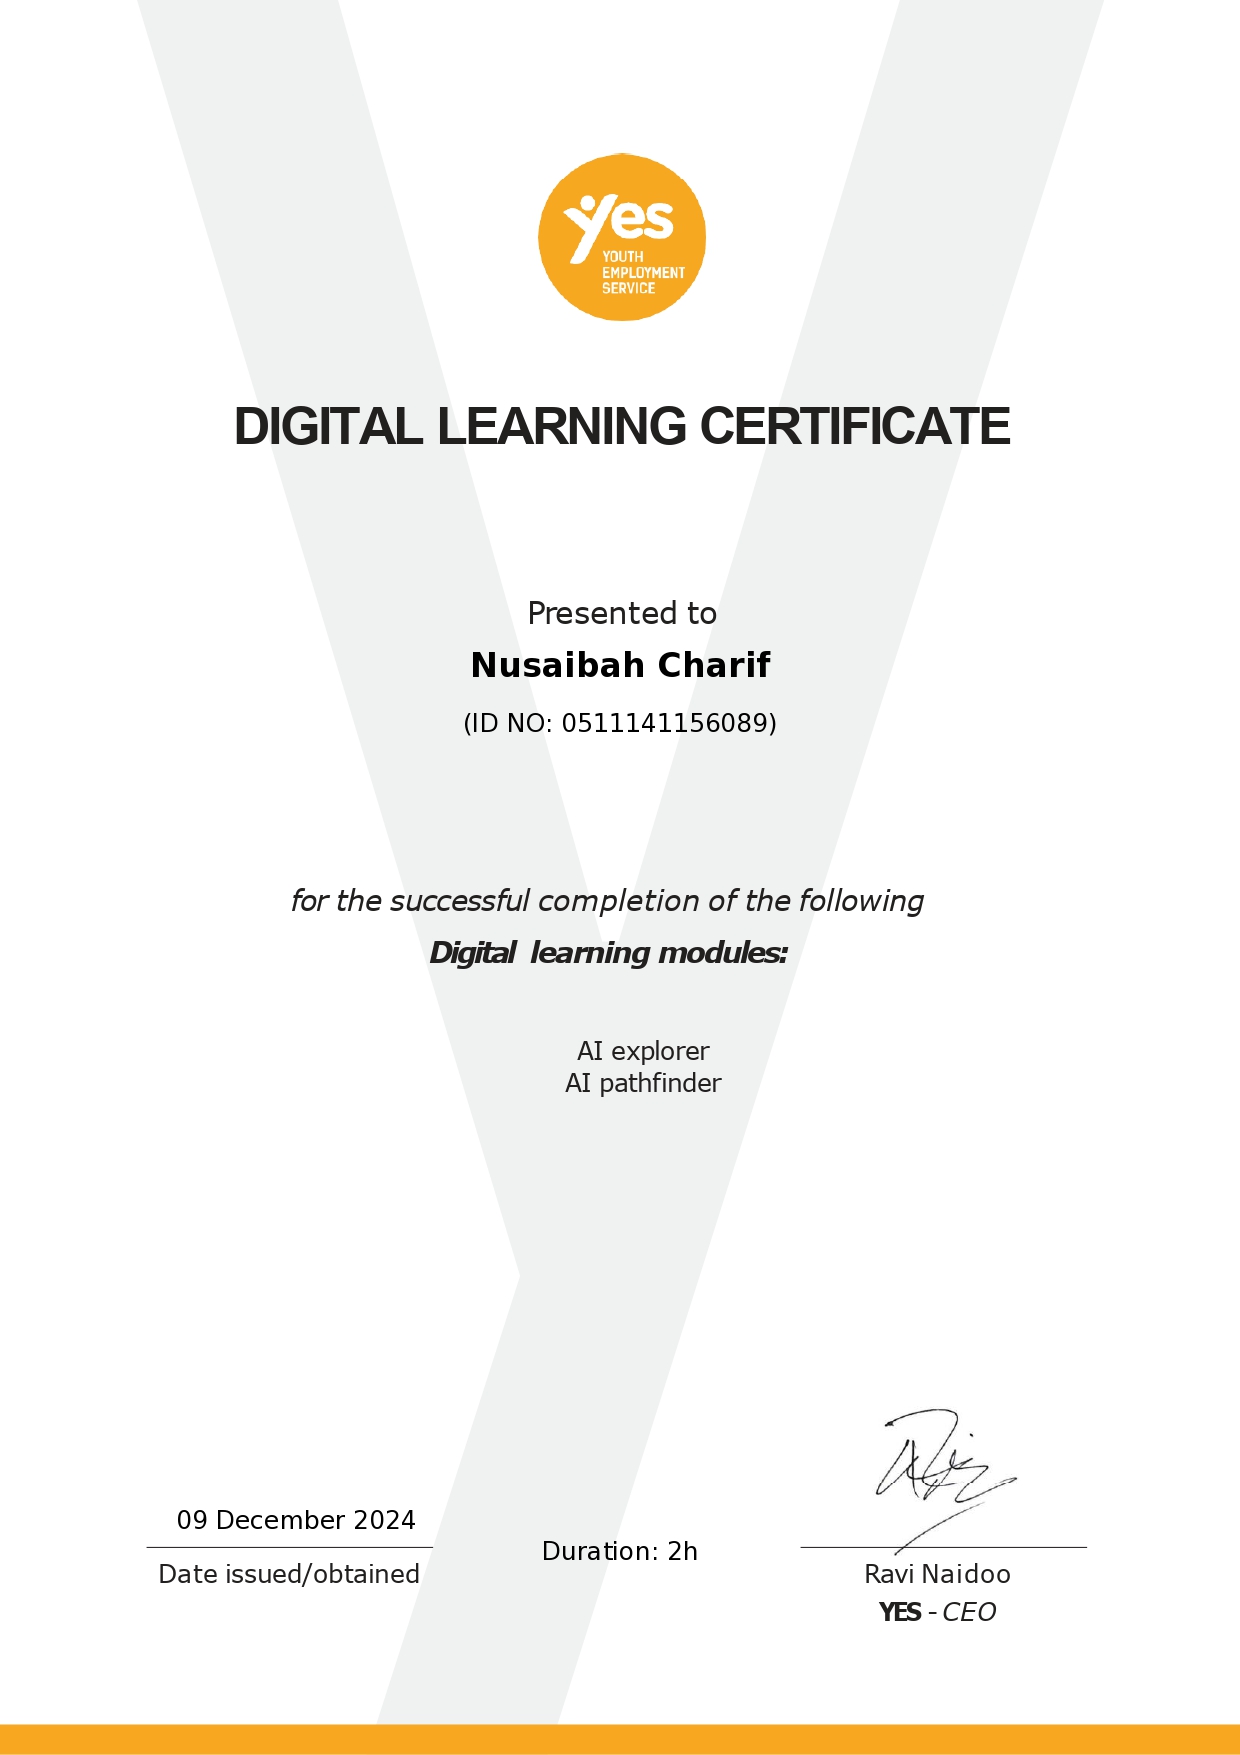 yes
YOUTH
EMPLOYMENT
SERVICE
DIGITAL LEARNING CERTIFICATE
Presented to
Nusaibah Charif
(ID NO: 0511141156089)
for the successful completion of the following
Digital learning modules:
AI explorer
AI pathfinder
09 December 2024
Date issued/obtained
Duration: 2h
Ravi Naidoo
YES - CEO